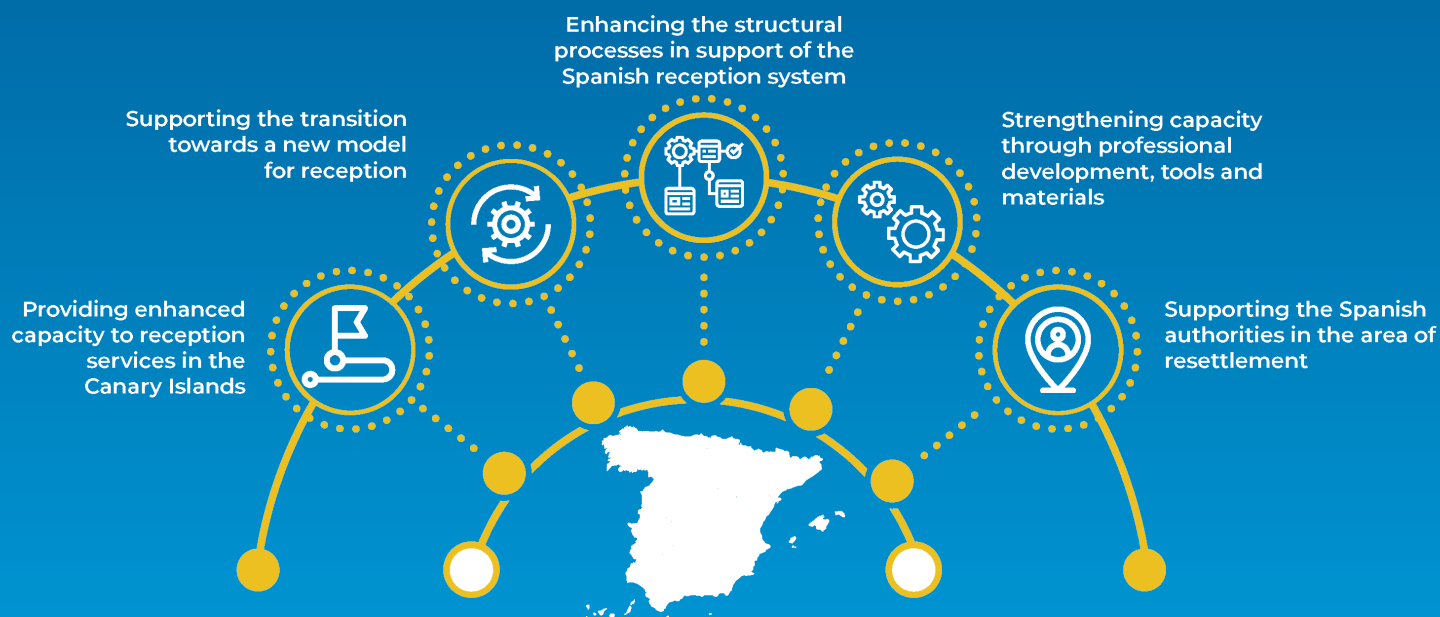 Enhancing the structural
processes in support of the
Spanish reception system
Supporting the transition
towards a new model
for reception
Strengthening capacity
through professional
development, tools and
materials
Providing enhanced
capacity to reception
services in the
Canary Islands
Supporting the Spanish
authorities in the area of
resettlement